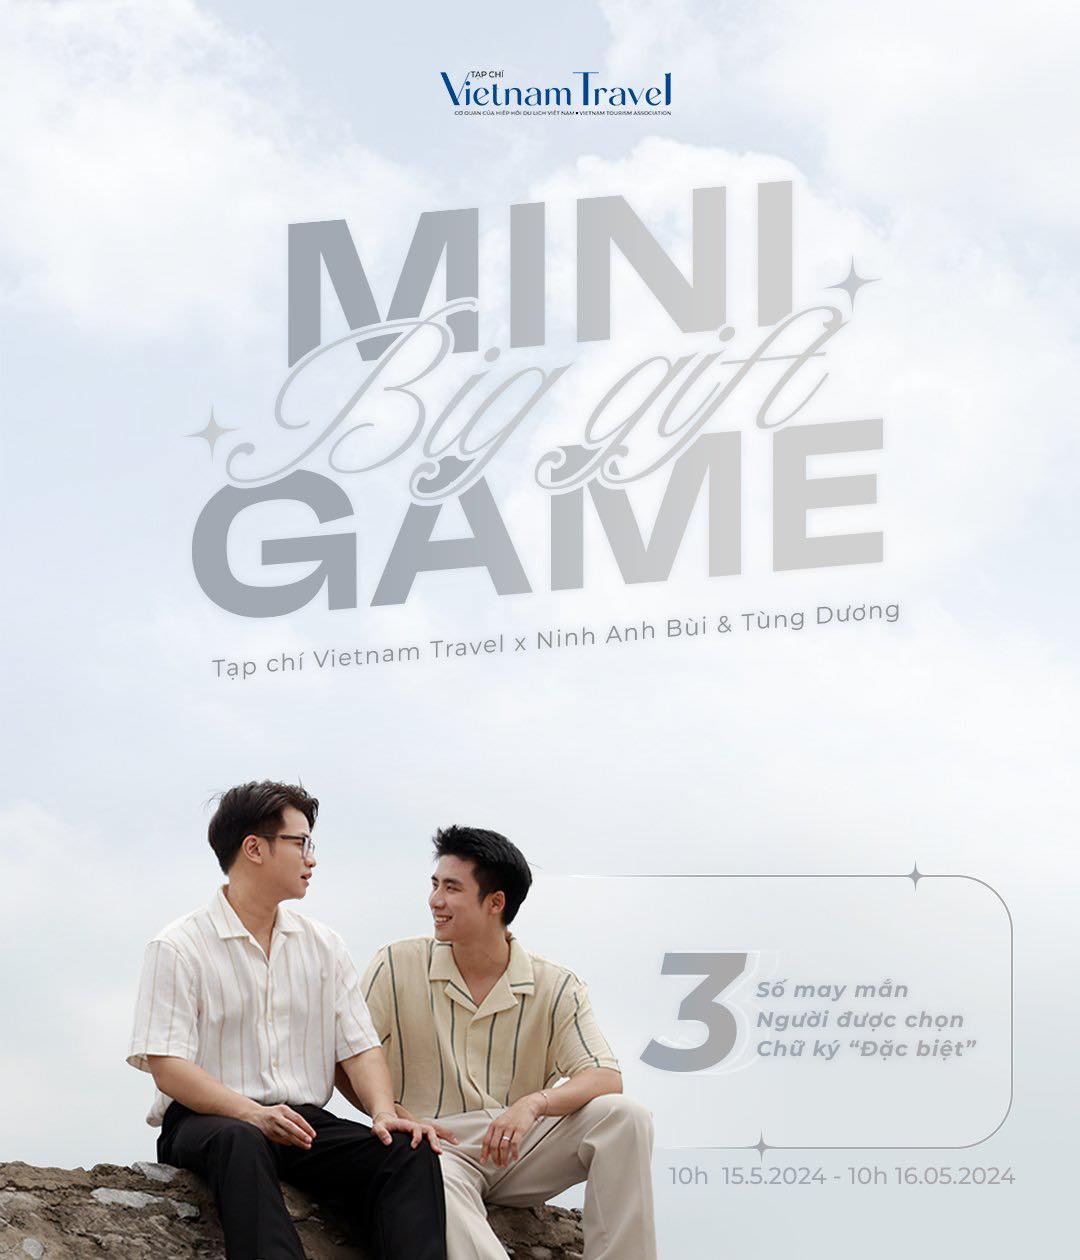 TẠP CHÍ
Vietnam Travel
CƠ QUAN CỦA HIỆP HỘI DU LỊCH VIỆT NAM • VIETNAM TOURISM ASSOCIATION
MINI
Big gift
GAME
Tạp chí Vietnam Travel x Ninh Anh Bùi & Tùng Dương
3
Số may mắn
Người được chọn
Chữ ký “Đặc biệt”
10h 15.5.2024 - 10h 16.05.2024